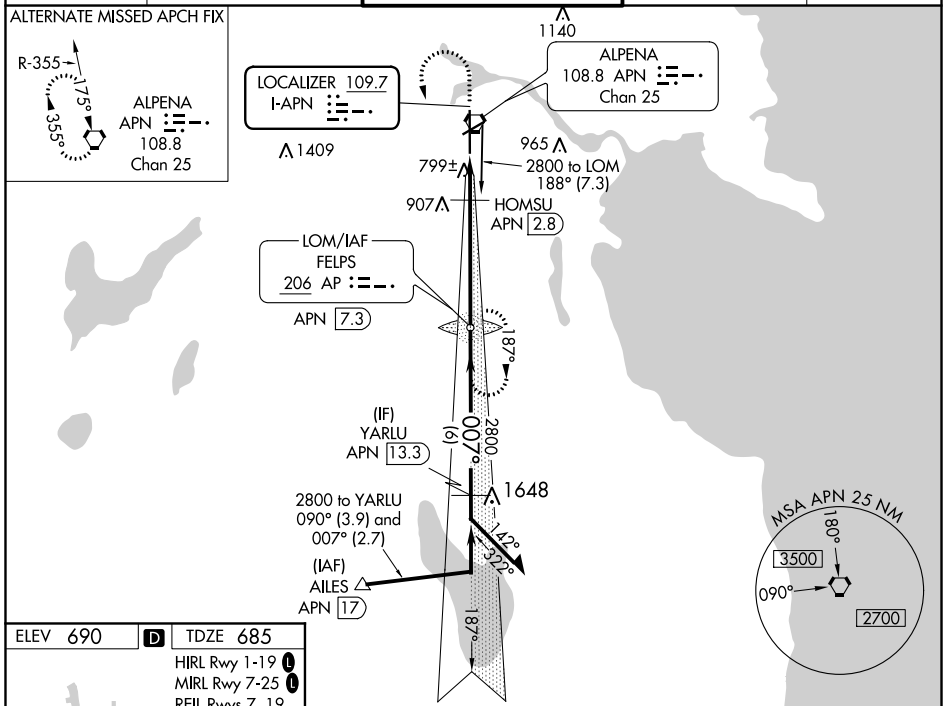 ALTERNATE MISSED APCH FIX
R-355
175°
355°
ALPENA
APN
108.8
Chan 25
1140
LOCALIZER 109.7
I-APN
ALPENA
108.8 APN
Chan 25
1409
965
799±
2800 to LOM
188° (7.3)
907
HOMSU
APN 2.8
LOM/IAF
FELPS
206 AP
APN 7.3
187°
(IF)
YARLU
APN 13.3
007°
(6)
2800
1648
2800 to YARLU
090° (3.9) and
007° (2.7)
142°
322°
(IAF)
AILES
APN 17
187°
MSA APN 25 NM
180°
3500
090°
2700
ELEV 690 D TDZE 685
HIRL Rwy 1-19 L
MIRL Rwy 7-25 L
REIL Rwys 7, 19